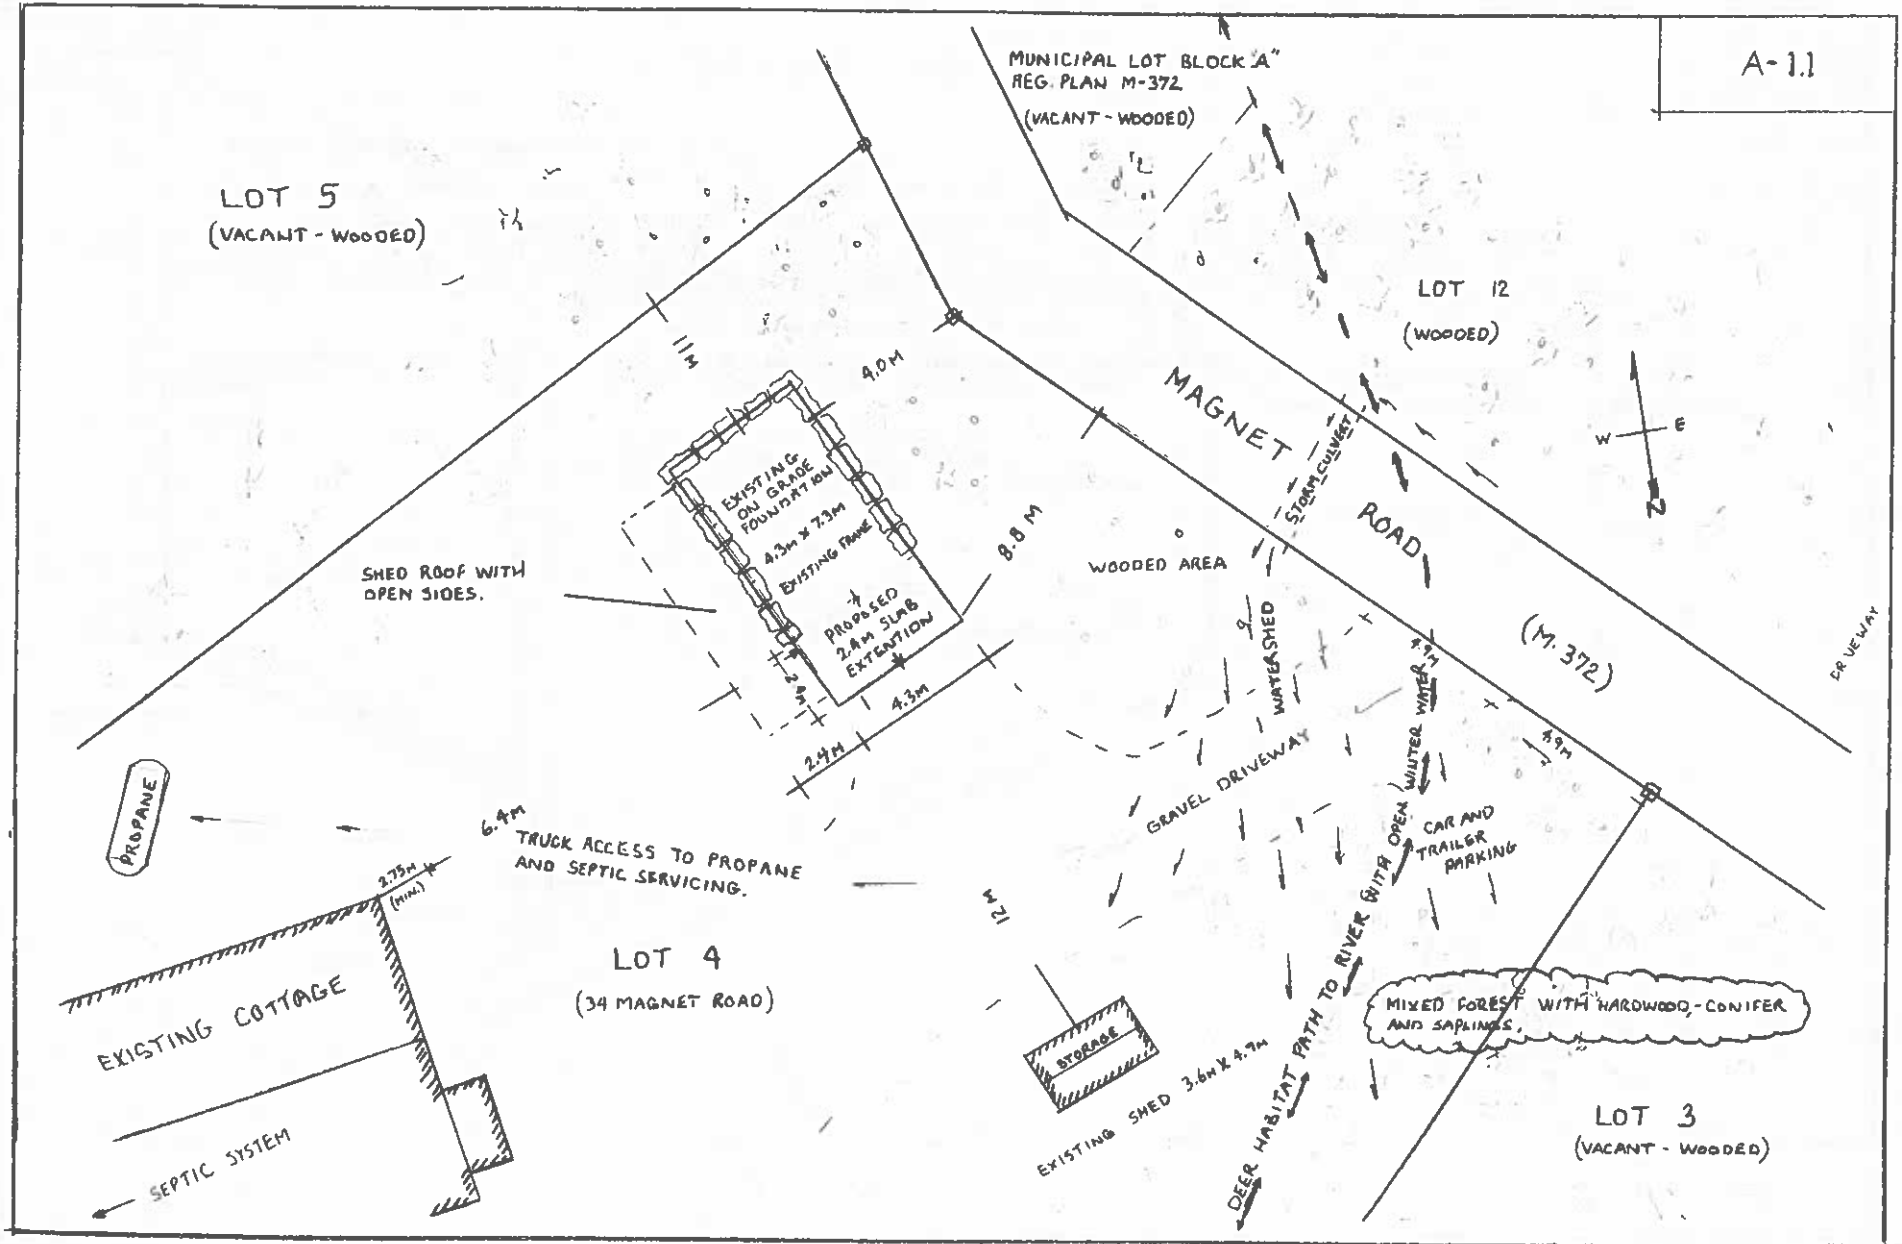 A-1.1
MUNICIPAL LOT BLOCK "A"
REG. PLAN M-372
(VACANT - WOODED)
LOT 5
(VACANT - WOODED)
LOT 12
(WOODED)
11M
4.0M
MAGNET
ROAD
(M.372)
STORM CULVERT
W
E
N
EXISTING
ON GRADE
FOUNDATION
4.3M X 7.3M
EXISTING FRAME
PROPOSED
2.4M SLAB
EXTENTION
8.8 M
SHED ROOF WITH
OPEN SIDES.
WOODED AREA
WATERSHED
2.4M
4.3M
2.4M
4.9M
4.9M
DRVEWAY
GRAVEL DRIVEWAY
CAR AND
TRAILER
PARKING
PROPANE
6.4M
TRUCK ACCESS TO PROPANE
AND SEPTIC SERVICING.
2.75M
(MIN.)
12 M
LOT 4
(34 MAGNET ROAD)
EXISTING COTTAGE
SEPTIC SYSTEM
STORAGE
EXISTING SHED 3.6M X 4.9M
DEER HABITAT PATH TO RIVER (WITH OPEN WINTER WATER)
MIXED FOREST WITH HARDWOOD,-CONIFER
AND SAPLINGS.
LOT 3
(VACANT - WOODED)